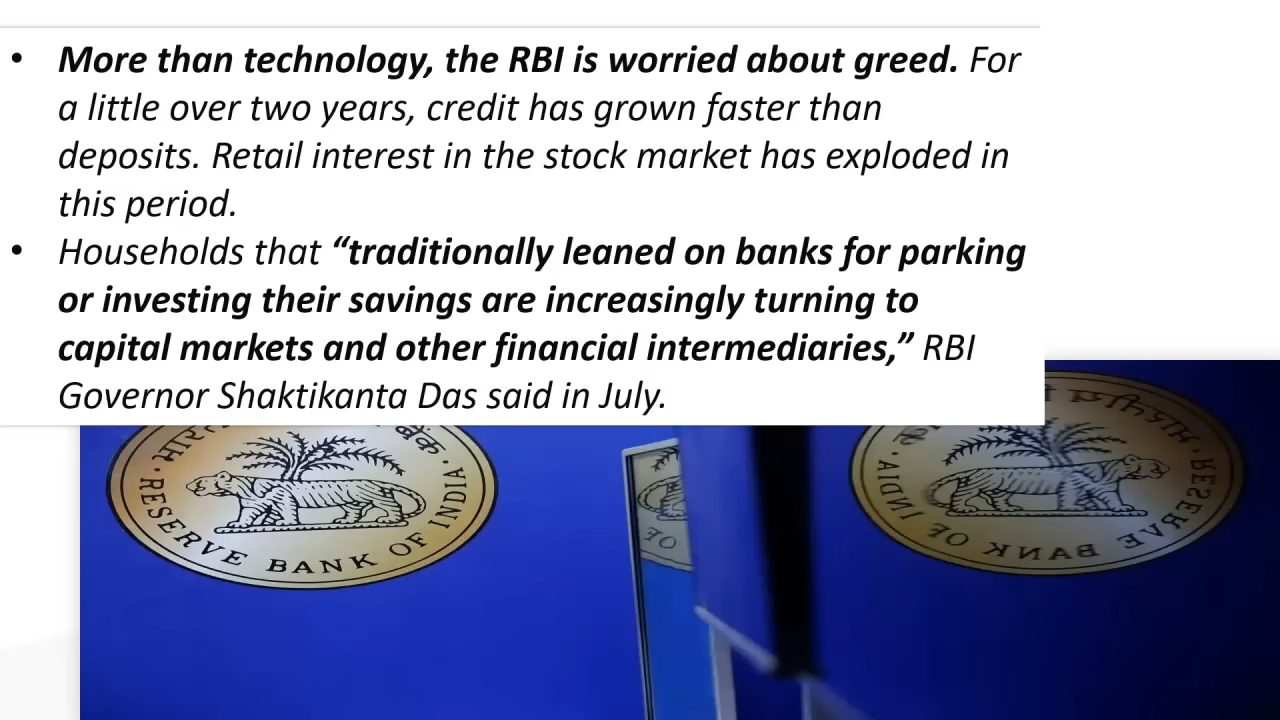 • More than technology, the RBI is worried about greed. For
a little over two years, credit has grown faster than
deposits. Retail interest in the stock market has exploded in
this period.
• Households that “traditionally leaned on banks for parking
or investing their savings are increasingly turning to
capital markets and other financial intermediaries,” RBI
Governor Shaktikanta Das said in July.
RESERVE BANK OF INDIA
RESERVE BANK OF INDIA